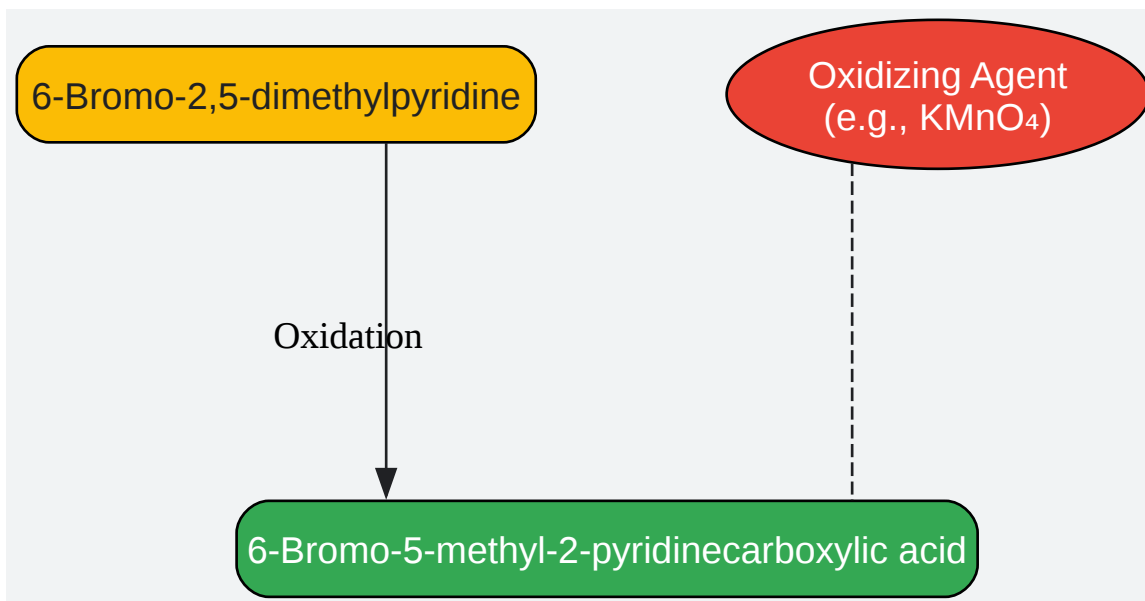 6-Bromo-2,5-dimethylpyridine
Oxidizing Agent
(e.g., KMnO₄)
Oxidation
6-Bromo-5-methyl-2-pyridinecarboxylic acid